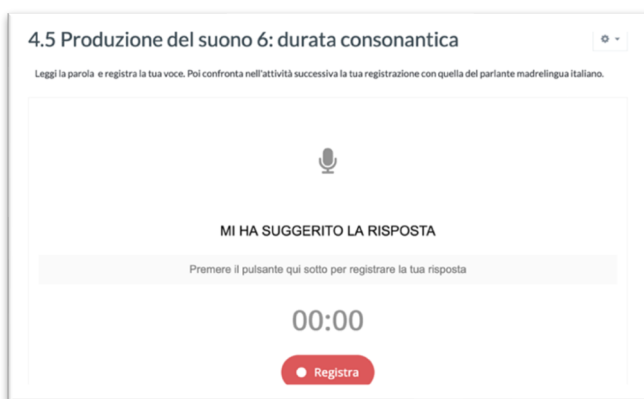 4.5 Produzione del suono 6: durata consonantica
Leggi la parola e registra la tua voce. Poi confronta nell'attività successiva la tua registrazione con quella del parlante madrelingua italiano.
MI HA SUGGERITO LA RISPOSTA
Premere il pulsante qui sotto per registrare la tua risposta
00:00
Registra